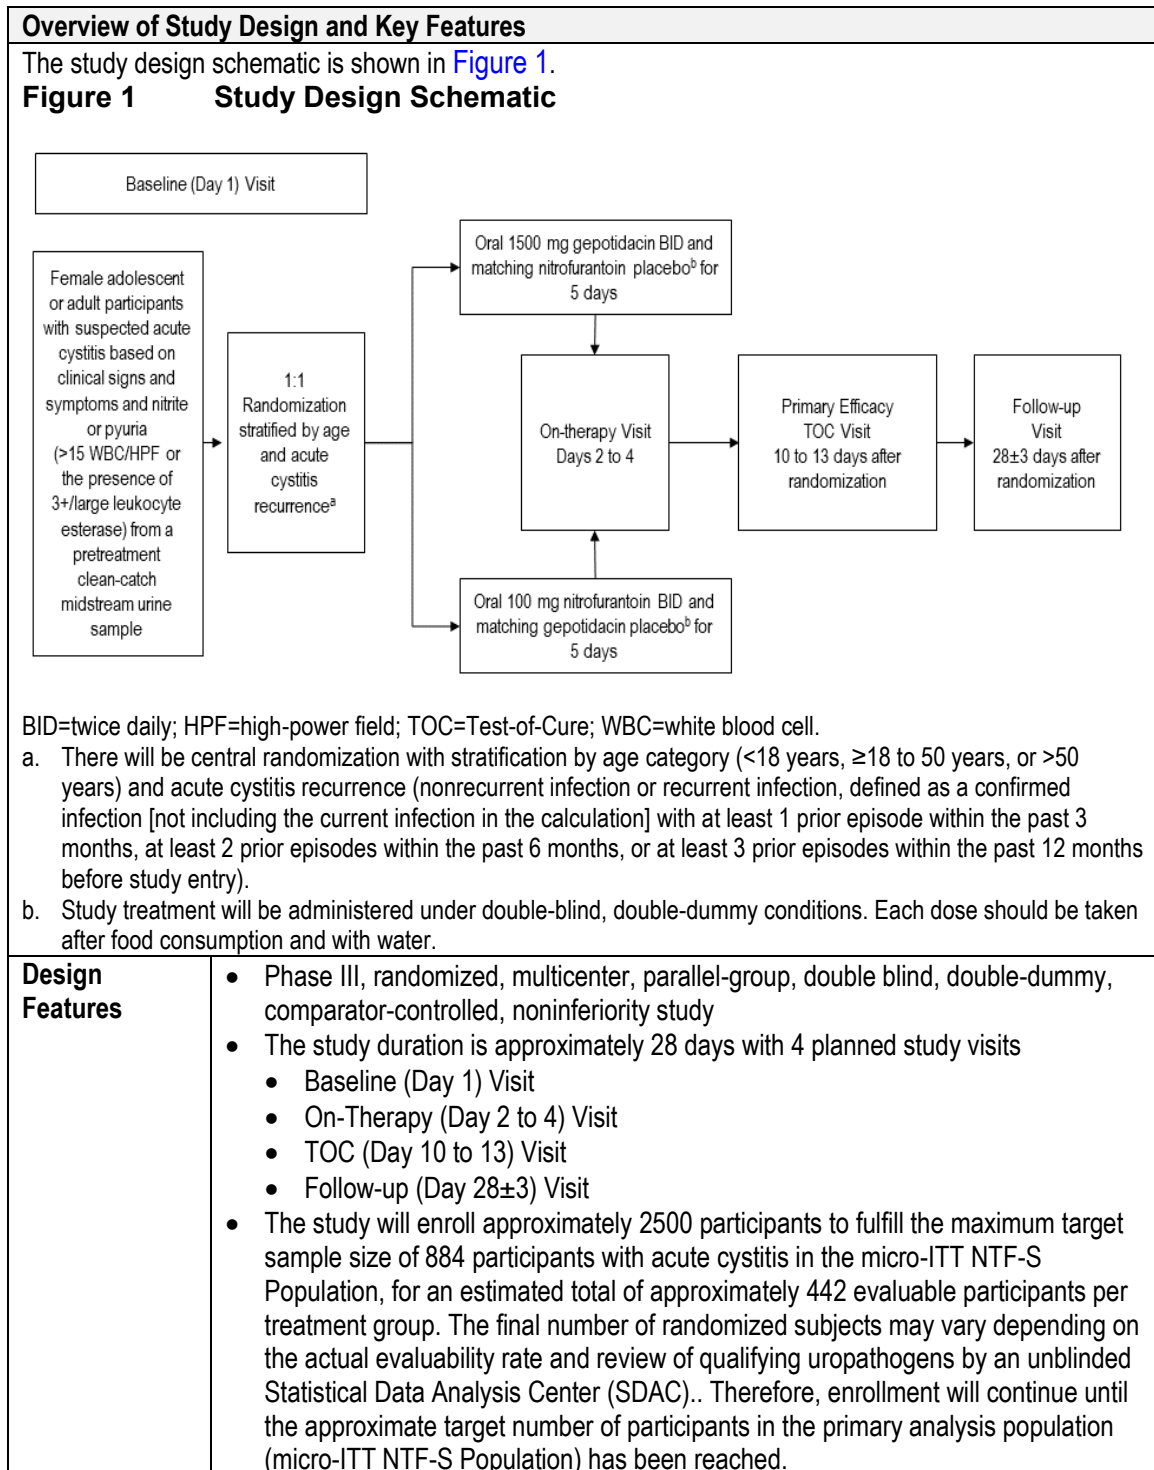 Overview of Study Design and Key Features
The study design schematic is shown in Figure 1.
Figure 1 Study Design Schematic
Baseline (Day 1) Visit
Female adolescent
or adult participants
with suspected acute
cystitis based on
clinical signs and
symptoms and nitrite
or pyuria
(>15 WBC/HPF or
the presence of
3+/large leukocyte
esterase) from a
pretreatment
clean-catch
midstream urine
sample
1:1
Randomization
stratified by age
and acute
cystitis
recurrenceª
Oral 1500 mg gepotidacin BID and
matching nitrofurantoin placeboᵇ for
5 days
On-therapy Visit
Days 2 to 4
Oral 100 mg nitrofurantoin BID and
matching gepotidacin placeboᵇ for
5 days
Primary Efficacy
TOC Visit
10 to 13 days after
randomization
Follow-up
Visit
28±3 days after
randomization
BID=twice daily; HPF=high-power field; TOC=Test-of-Cure; WBC=white blood cell.
a. There will be central randomization with stratification by age category (<18 years, ≥18 to 50 years, or >50
years) and acute cystitis recurrence (nonrecurrent infection or recurrent infection, defined as a confirmed
infection [not including the current infection in the calculation] with at least 1 prior episode within the past 3
months, at least 2 prior episodes within the past 6 months, or at least 3 prior episodes within the past 12 months
before study entry).
b. Study treatment will be administered under double-blind, double-dummy conditions. Each dose should be taken
after food consumption and with water.
Design
Features
• Phase III, randomized, multicenter, parallel-group, double blind, double-dummy,
comparator-controlled, noninferiority study
• The study duration is approximately 28 days with 4 planned study visits
• Baseline (Day 1) Visit
• On-Therapy (Day 2 to 4) Visit
• TOC (Day 10 to 13) Visit
• Follow-up (Day 28±3) Visit
• The study will enroll approximately 2500 participants to fulfill the maximum target
sample size of 884 participants with acute cystitis in the micro-ITT NTF-S
Population, for an estimated total of approximately 442 evaluable participants per
treatment group. The final number of randomized subjects may vary depending on
the actual evaluability rate and review of qualifying uropathogens by an unblinded
Statistical Data Analysis Center (SDAC).. Therefore, enrollment will continue until
the approximate target number of participants in the primary analysis population
(micro-ITT NTF-S Population) has been reached.